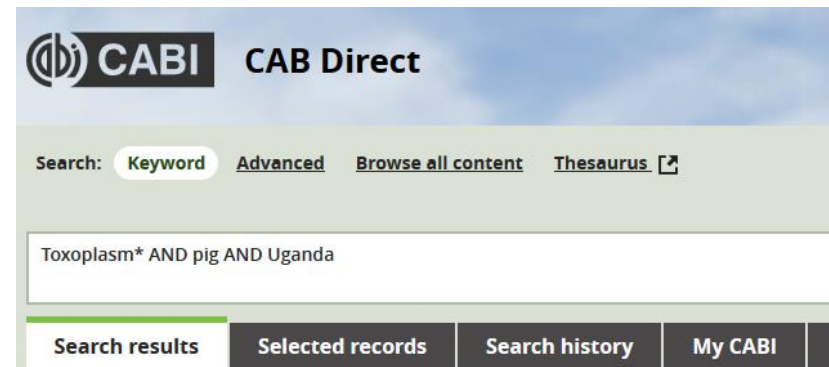 CABI CAB Direct
Search: Keyword Advanced Browse all content Thesaurus
Toxoplasm* AND pig AND Uganda
Search results Selected records Search history My CABI